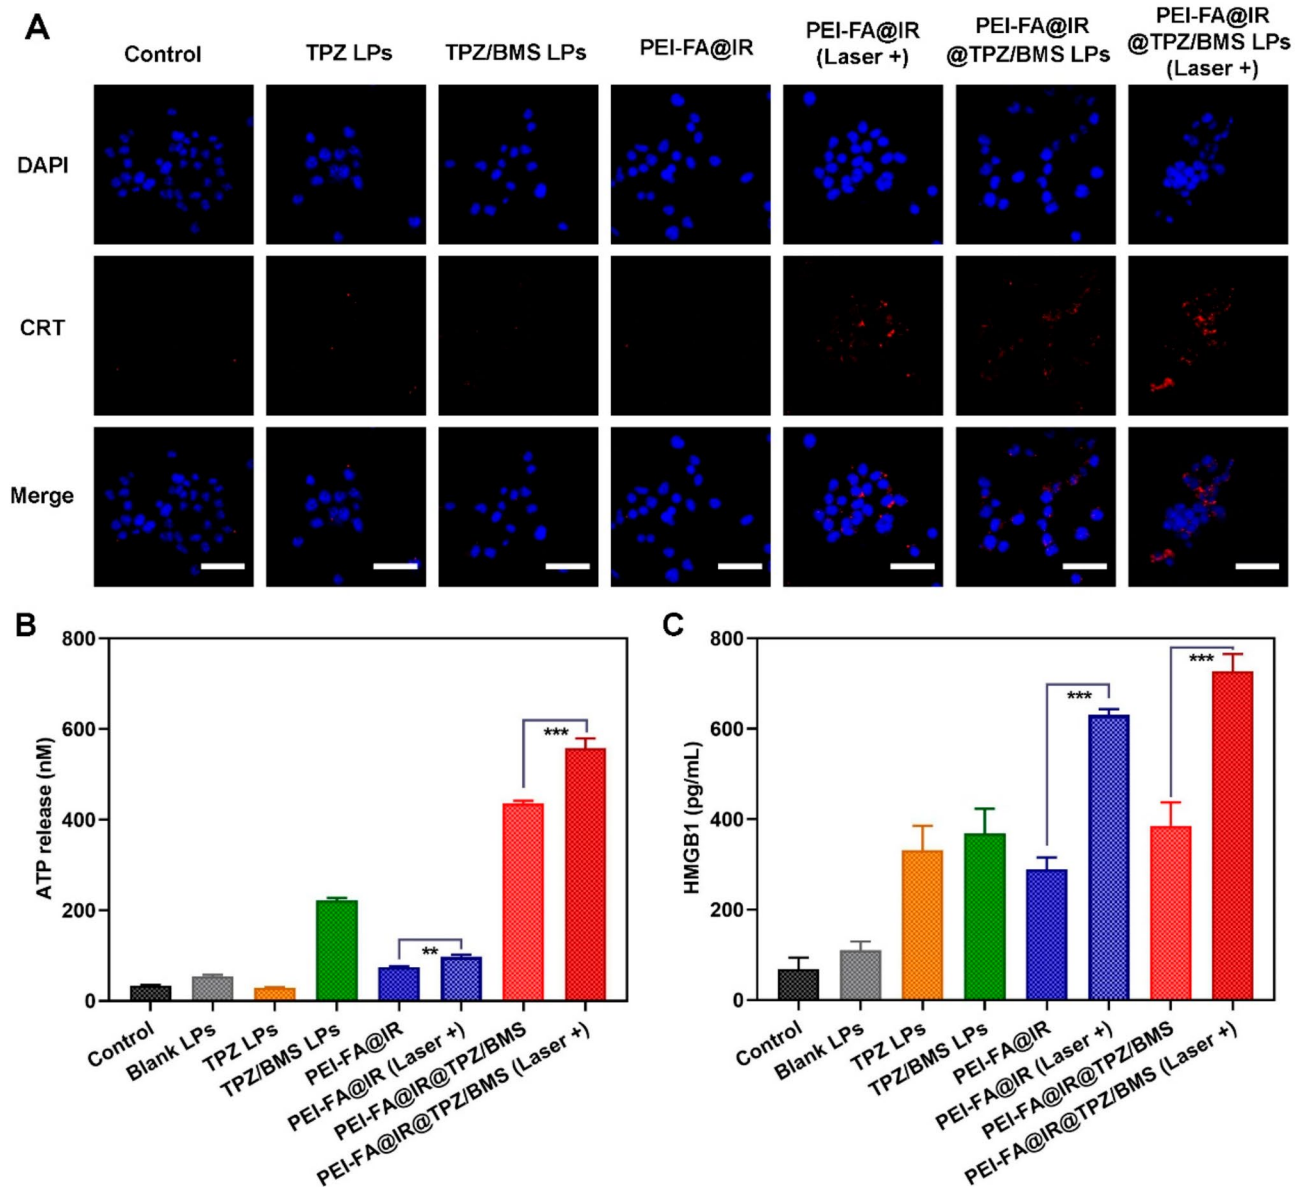 A
Control
TPZ LPs
TPZ/BMS LPs
PEI-FA@IR
PEI-FA@IR
(Laser +)
PEI-FA@IR
@TPZ/BMS LPs
PEI-FA@IR
@TPZ/BMS LPs
(Laser +)
DAPI
CRT
Merge
B
ATP release (nM)
800
600
400
200
0
**
***
Control
Blank LPs
TPZ LPs
TPZ/BMS LPs
PEI-FA@IR
PEI-FA@IR (Laser +)
PEI-FA@IR@TPZ/BMS
PEI-FA@IR@TPZ/BMS (Laser +)
C
HMGB1 (pg/mL)
800
600
400
200
0
***
***
Control
Blank LPs
TPZ LPs
TPZ/BMS LPs
PEI-FA@IR
PEI-FA@IR (Laser +)
PEI-FA@IR@TPZ/BMS
PEI-FA@IR@TPZ/BMS (Laser +)